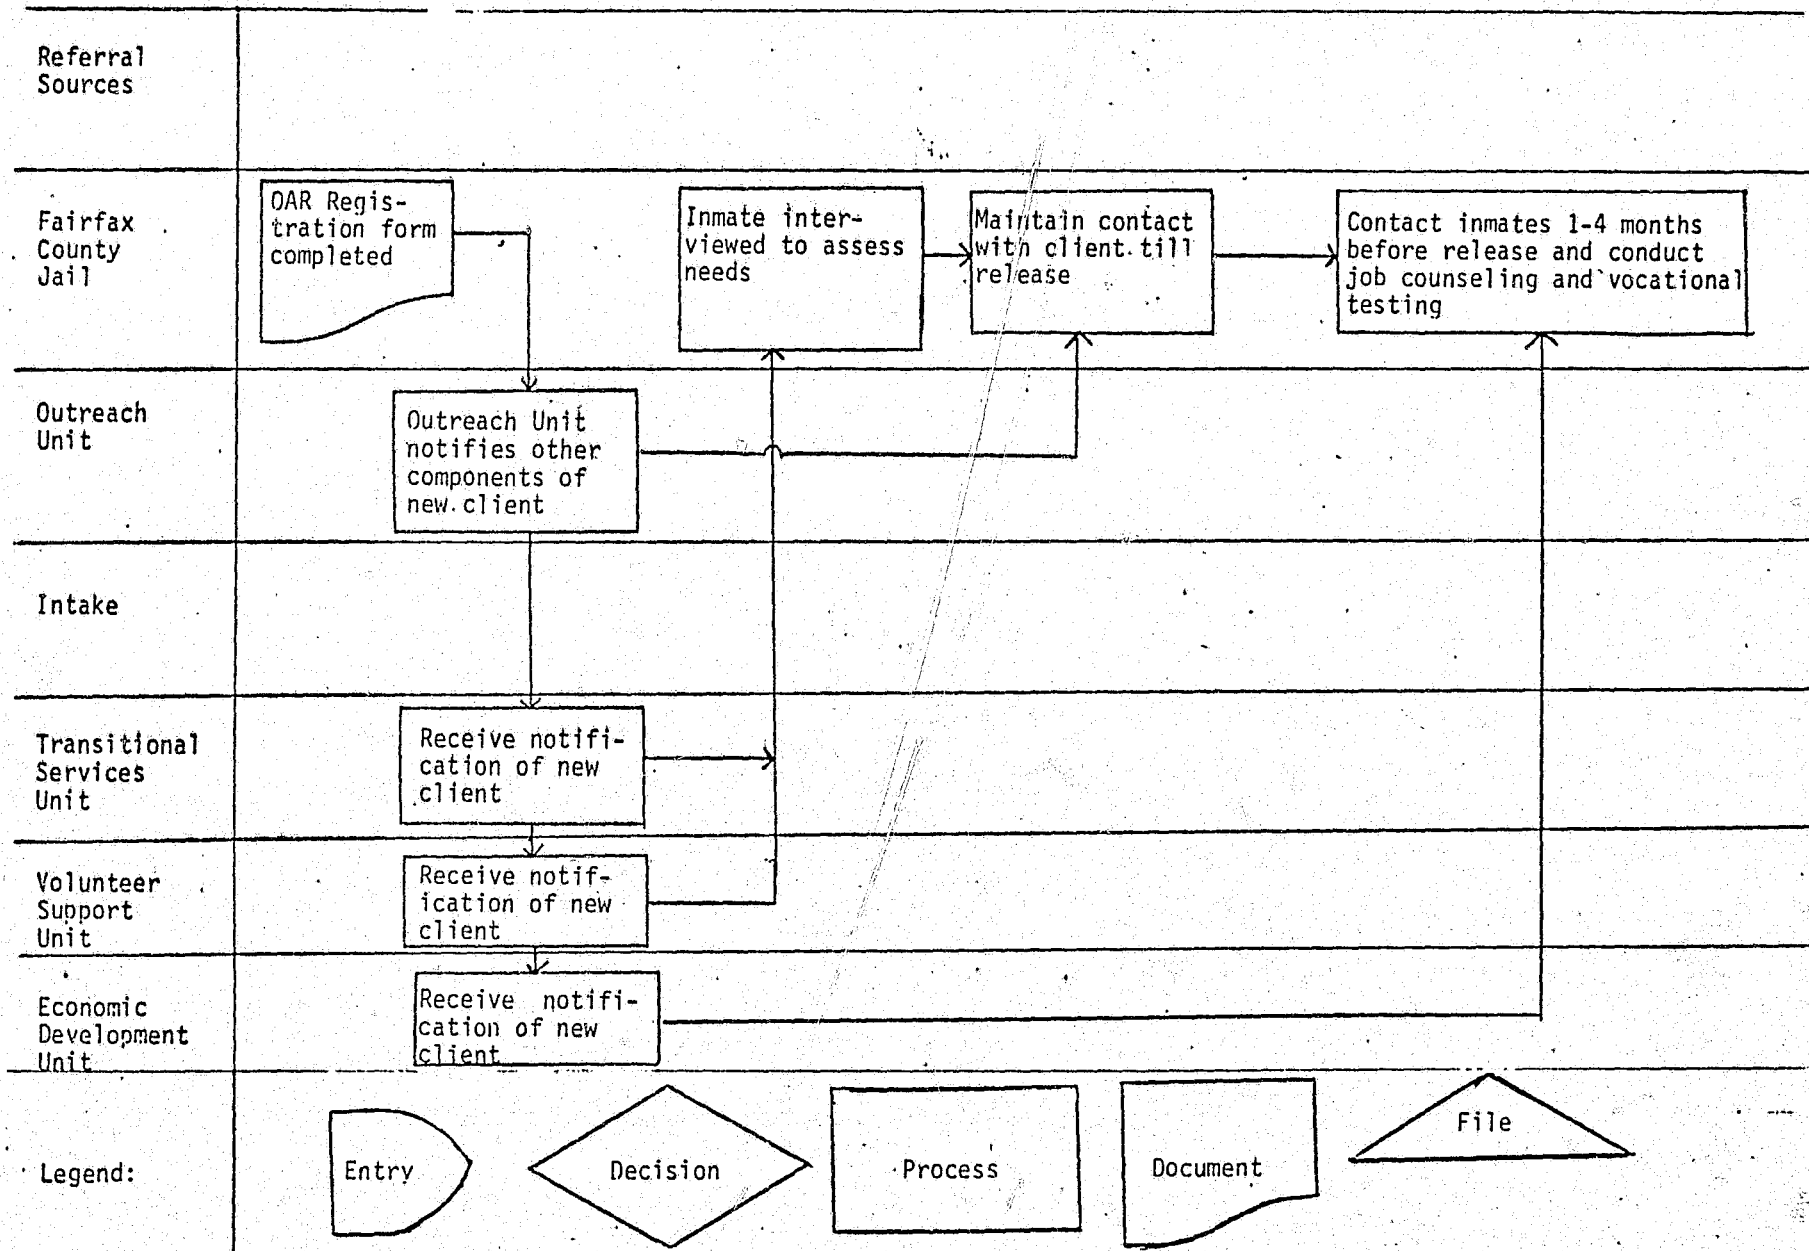 Referral
Sources
Fairfax
County
Jail
OAR Regis-
tration form
completed
Inmate inter-
viewed to assess
needs
Maintain contact
with client till
release
Contact inmates 1-4 months
before release and conduct
job counseling and vocational
testing
Outreach
Unit
Outreach Unit
notifies other
components of
new client
Intake
Transitional
Services
Unit
Receive notifi-
cation of new
client
Volunteer
Support
Unit
Receive notif-
ication of new
client
Economic
Development
Unit
Receive notifi-
cation of new
client
Legend:
Entry
Decision
Process
Document
File